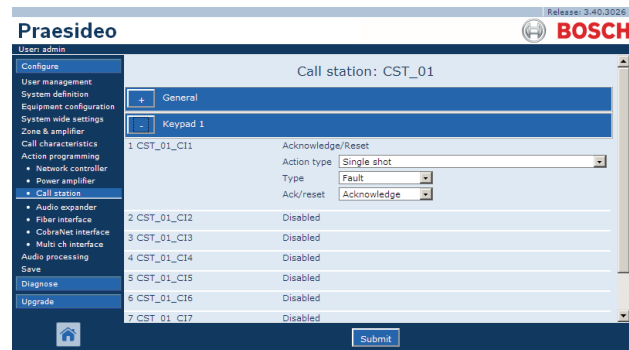 Release: 3.40.3026
Praesideo
BOSCH
User: admin
Configure
User management
System definition
Equipment configuration
System wide settings
Zone & amplifier
Call characteristics
Action programming
• Network controller
• Power amplifier
• Call station
• Audio expander
• Fiber interface
• CobraNet interface
• Multi ch interface
Audio processing
Save
Diagnose
Upgrade
Call station: CST_01
+ General
- Keypad 1
1 CST_01_CI1 Acknowledge/Reset
Action type Single shot
Type Fault
Ack/reset Acknowledge
2 CST_01_CI2 Disabled
3 CST_01_CI3 Disabled
4 CST_01_CI4 Disabled
5 CST_01_CI5 Disabled
6 CST_01_CI6 Disabled
7 CST_01_CI7 Disabled
Submit